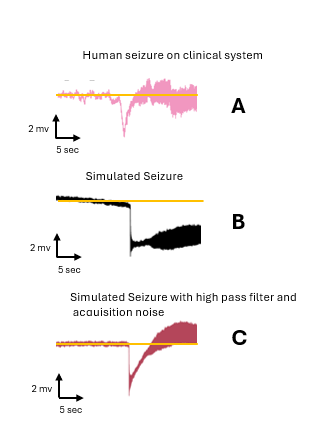 Human seizure on clinical system
A
2 mv
5 sec
Simulated Seizure
B
2 mv
5 sec
Simulated Seizure with high pass filter and
acquisition noise
C
2 mv
5 sec